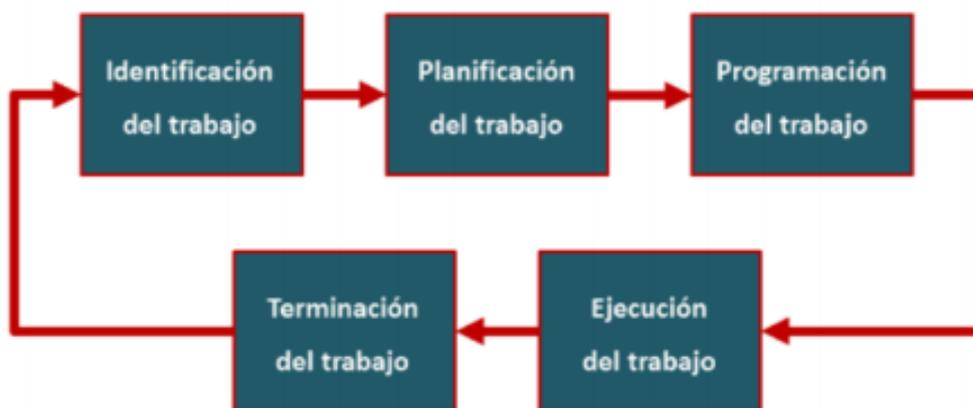 Identificación
del trabajo
Planificación
del trabajo
Programación
del trabajo
Terminación
del trabajo
Ejecución
del trabajo